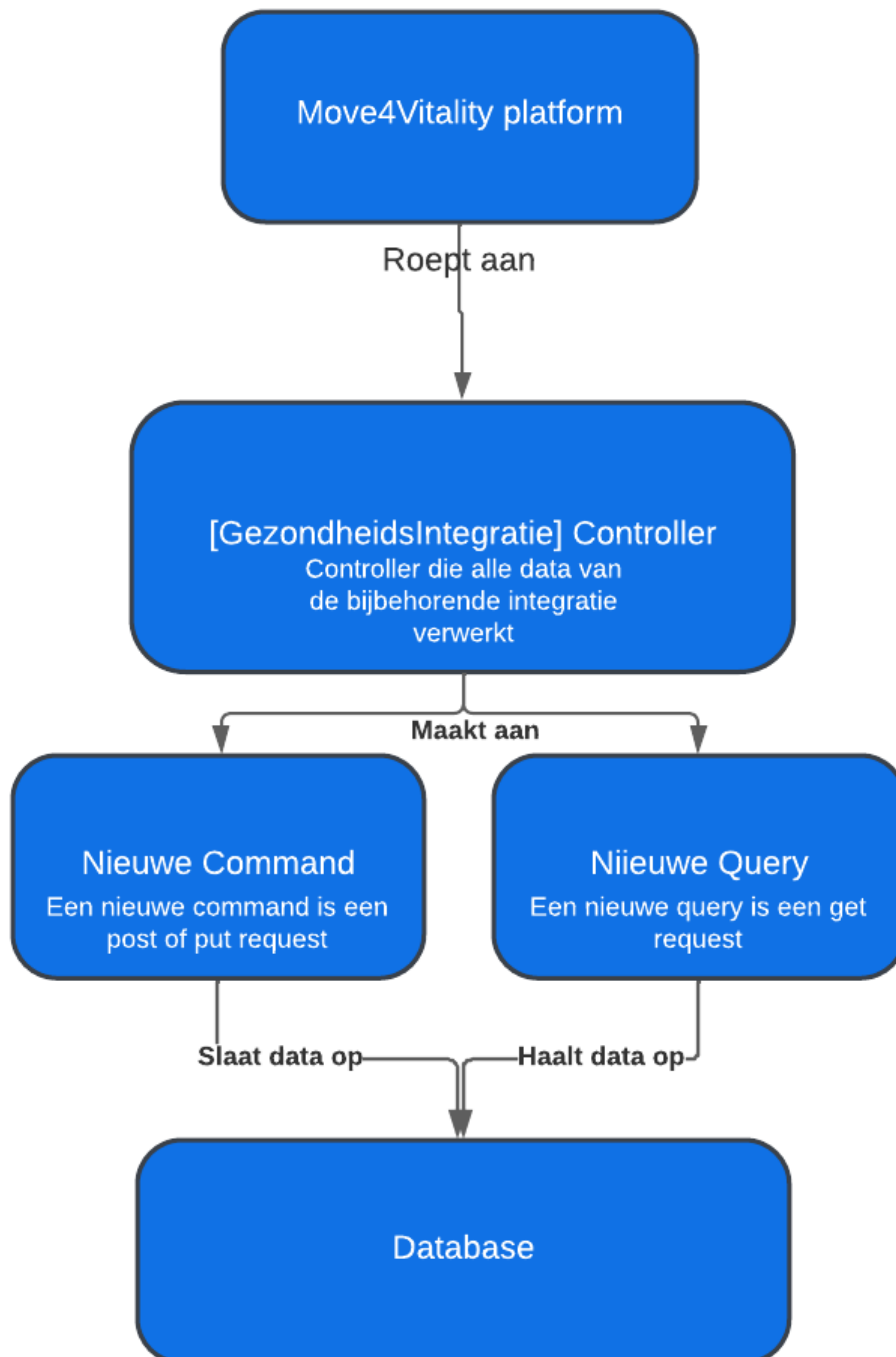 Move4Vitality platform
Roept aan
[GezondheidsIntegratie] Controller
Controller die alle data van
de bijbehorende integratie
verwerkt
Maakt aan
Nieuwe Command
Een nieuwe command is een
post of put request
Niieuwe Query
Een nieuwe query is een get
request
Slaat data op
Haalt data op
Database